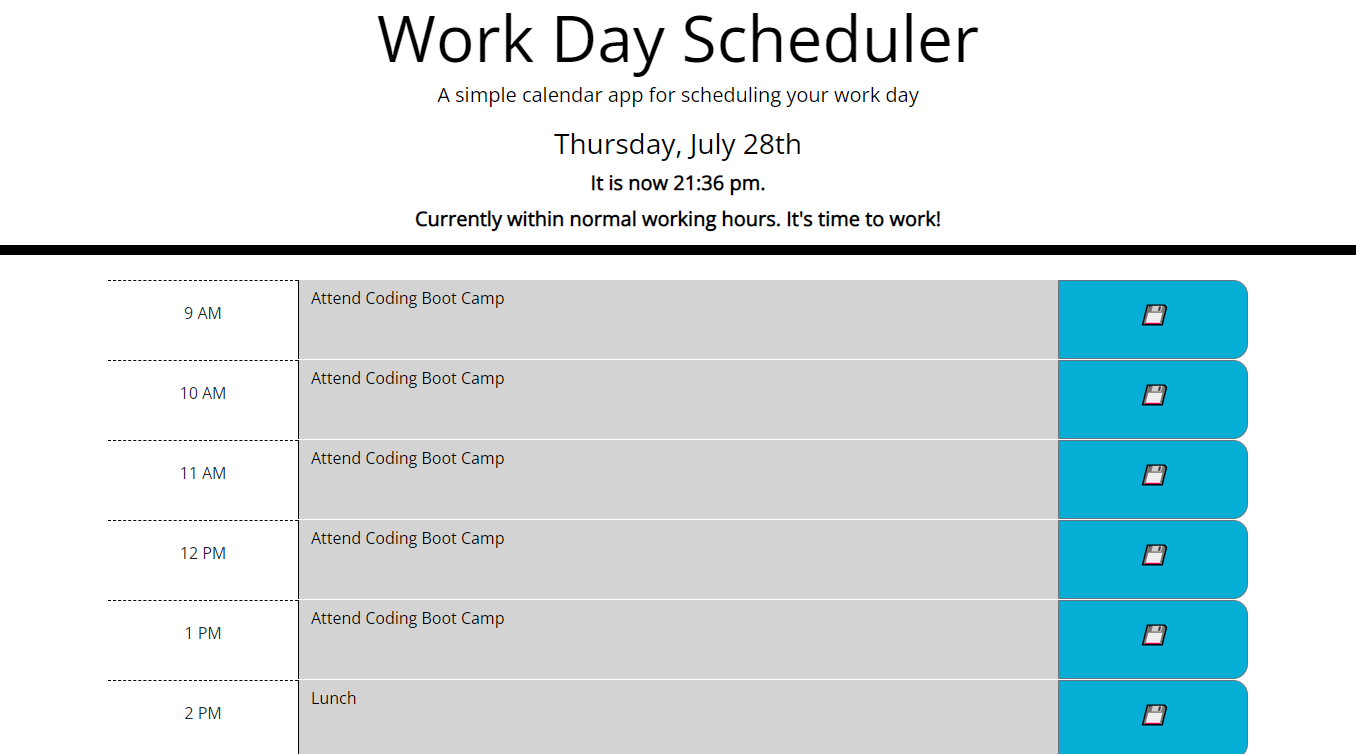 Work Day Scheduler
A simple calendar app for scheduling your work day
Thursday, July 28th
It is now 21:36 pm.
Currently within normal working hours. It's time to work!
9 AM
Attend Coding Boot Camp
10 AM
Attend Coding Boot Camp
11 AM
Attend Coding Boot Camp
12 PM
Attend Coding Boot Camp
1 PM
Attend Coding Boot Camp
2 PM
Lunch